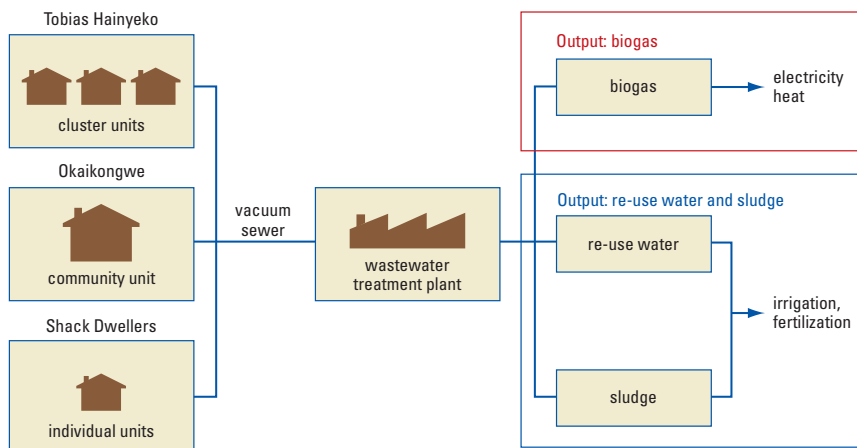 Tobias Hainyeko
cluster units
Okaikongwe
community unit
Shack Dwellers
individual units
vacuum
sewer
wastewater
treatment plant
Output: biogas
biogas
electricity
heat
Output: re-use water and sludge
re-use water
irrigation,
fertilization
sludge